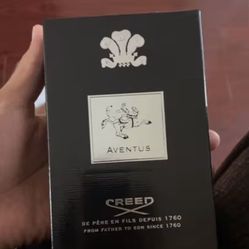 AVENTUS
CREED
DE PÈRE EN FILS DEPUIS 1760
FROM FATHER TO SON SINCE 1760